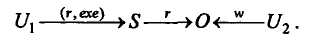 U₁ —(r, exe)→ S —r→ O ←w— U₂ .